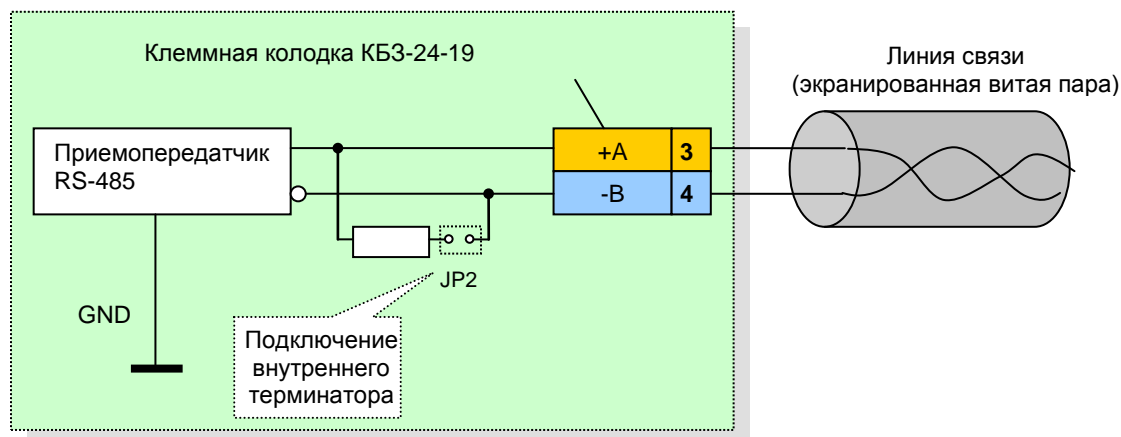 Клеммная колодка КБЗ-24-19
Линия связи
(экранированная витая пара)
Приемопередатчик
RS-485
+A 3
-B 4
JP2
GND
Подключение
внутреннего
терминатора